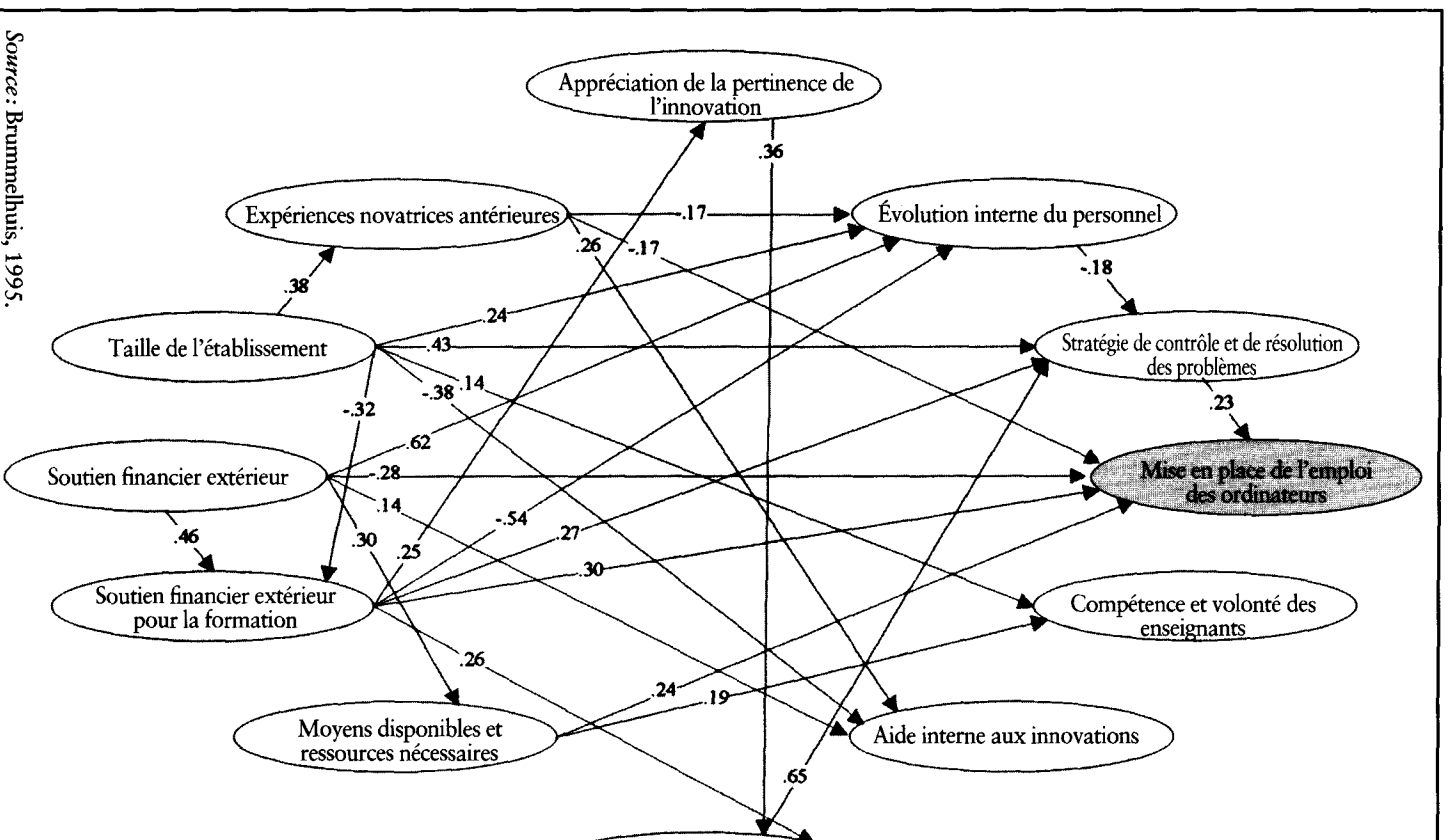 Source: Brummelhuis, 1995.
Appréciation de la pertinence de
l'innovation
.36
Expériences novatrices antérieures
-.17
Évolution interne du personnel
.26
-.17
-.18
.38
.24
Taille de l'établissement
.43
Stratégie de contrôle et de résolution
des problèmes
-.38
.14
-.32
.23
.62
Soutien financier extérieur
-.28
Mise en place de l'emploi
des ordinateurs
.14
.46
.30
.25
-.54
.27
.30
Soutien financier extérieur
pour la formation
Compétence et volonté des
enseignants
.26
.24
.19
Moyens disponibles et
ressources nécessaires
Aide interne aux innovations
.65